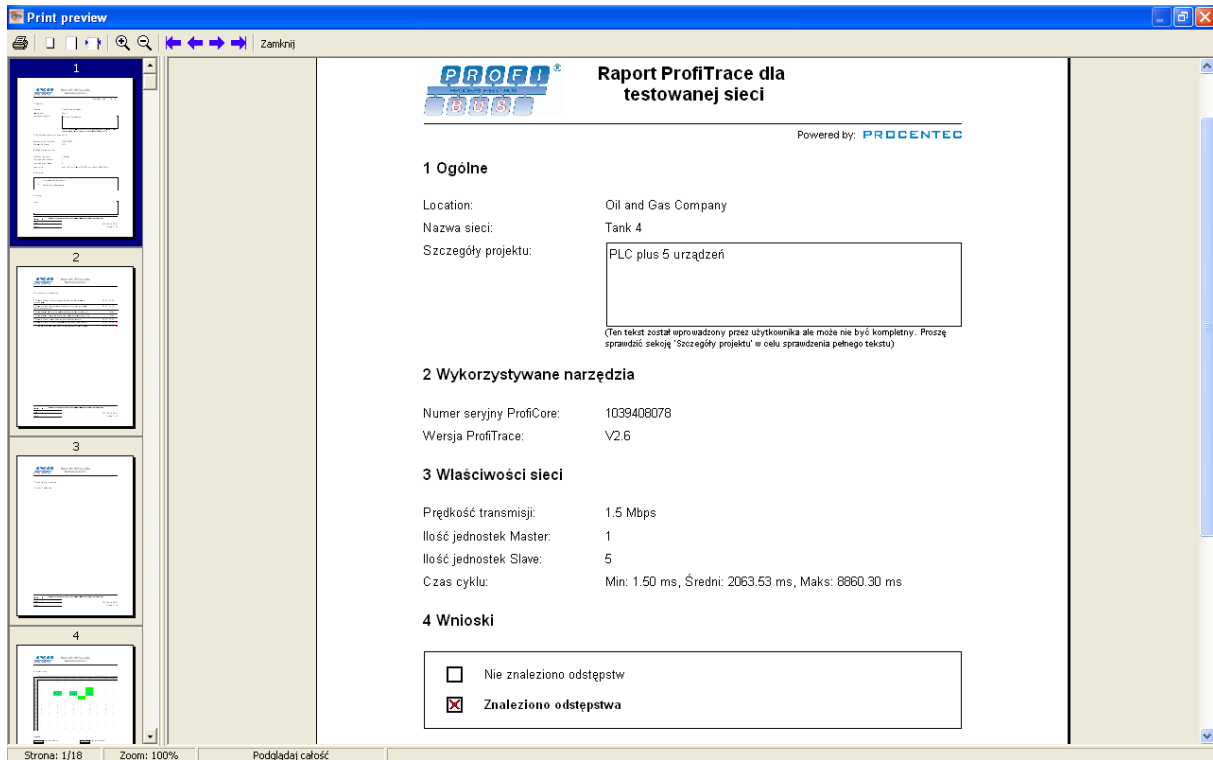 Print preview
Zamknij
1
2
3
4
PROFI®
PROCESS FIELD BUS
BUS
Raport ProfiTrace dla
testowanej sieci
Powered by: PROCENTEC
1 Ogólne
Location: Oil and Gas Company
Nazwa sieci: Tank 4
Szczegóły projektu: PLC plus 5 urządzeń
(Ten tekst został wprowadzony przez użytkownika ale może nie być kompletny. Proszę
sprawdzić sekcję 'Szczegóły projektu' w celu sprawdzenia pełnego tekstu)
2 Wykorzystywane narzędzia
Numer seryjny ProfiCore: 1039408078
Wersja ProfiTrace: V2.6
3 Właściwości sieci
Prędkość transmisji: 1.5 Mbps
Ilość jednostek Master: 1
Ilość jednostek Slave: 5
Czas cyklu: Min: 1.50 ms, Średni: 2063.53 ms, Maks: 8860.30 ms
4 Wnioski
Nie znaleziono odstępstw
Znaleziono odstępstwa
Strona: 1/18 Zoom: 100% Podglądaj całość